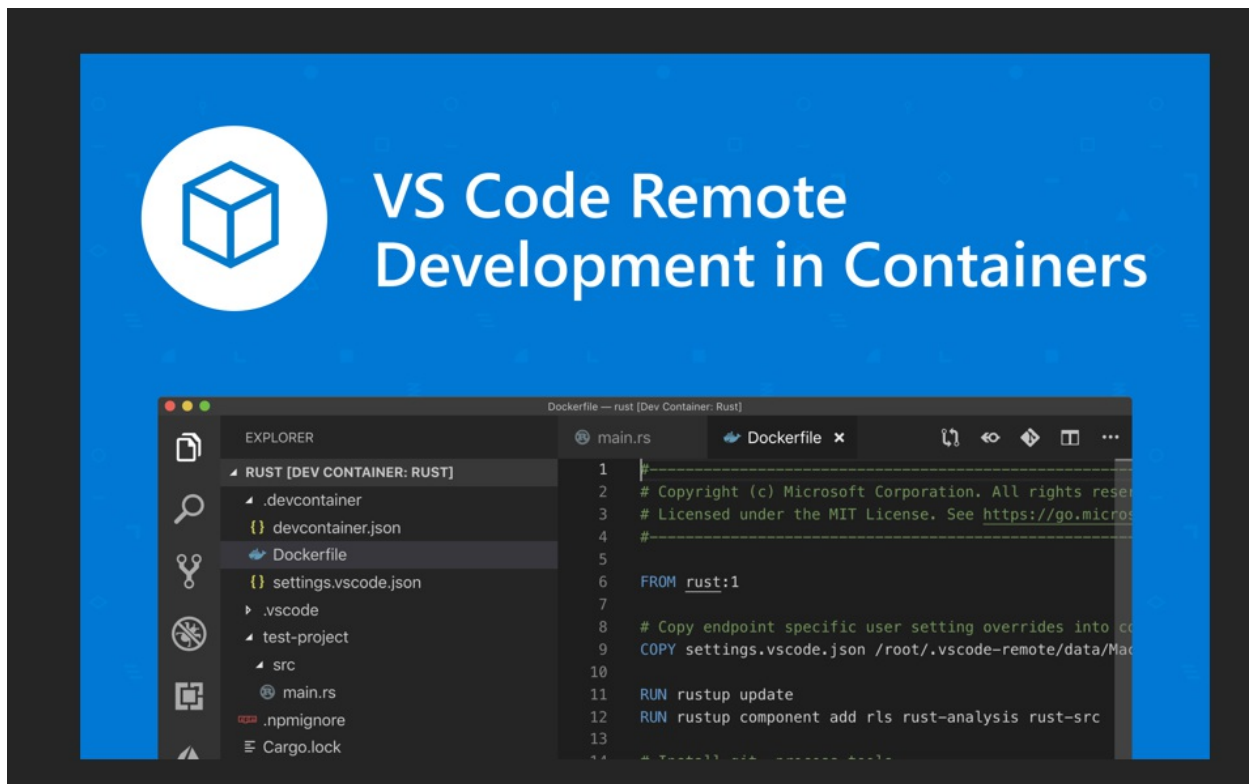 VS Code Remote
Development in Containers
Dockerfile — rust [Dev Container: Rust]
EXPLORER
RUST [DEV CONTAINER: RUST]
.devcontainer
{} devcontainer.json
Dockerfile
{} settings.vscode.json
.vscode
test-project
src
main.rs
.npmignore
Cargo.lock
main.rs
Dockerfile ×
1 #------------------------------------------------------
2 # Copyright (c) Microsoft Corporation. All rights reser
3 # Licensed under the MIT License. See https://go.micros
4 #------------------------------------------------------
5
6 FROM rust:1
7
8 # Copy endpoint specific user setting overrides into co
9 COPY settings.vscode.json /root/.vscode-remote/data/Mac
10
11 RUN rustup update
12 RUN rustup component add rls rust-analysis rust-src
13
14 # Install git, process tools